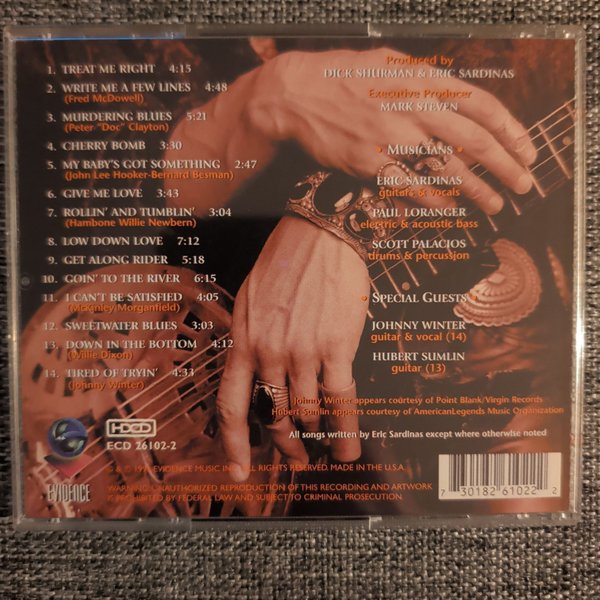 1. TREAT ME RIGHT 4:15
2. WRITE ME A FEW LINES 4:48
(Fred McDowell)
3. MURDERING BLUES 5:21
(Peter "Doc" Clayton)
4. CHERRY BOMB 3:30
5. MY BABY'S GOT SOMETHING 2:47
(John Lee Hooker-Bernard Besman)
6. GIVE ME LOVE 3:43
7. ROLLIN' AND TUMBLIN' 3:04
(Hambone Willie Newbern)
8. LOW DOWN LOVE 7:12
9. GET ALONG RIDER 5:18
10. GOIN' TO THE RIVER 6:15
11. I CAN'T BE SATISFIED 4:05
(McKinley Morganfield)
12. SWEETWATER BLUES 3:03
13. DOWN IN THE BOTTOM 4:12
(Willie Dixon)
14. TIRED OF TRYIN' 4:33
(Johnny Winter)
Produced by
DICK SHURMAN & ERIC SARDINAS
Executive Producer
MARK STEVEN
• MUSICIANS •
ERIC SARDINAS
guitars & vocals
PAUL LORANGER
electric & acoustic bass
SCOTT PALACIOS
drums & percussion
• SPECIAL GUESTS •
JOHNNY WINTER
guitar & vocal (14)
HUBERT SUMLIN
guitar (13)
Johnny Winter appears courtesy of Point Blank/Virgin Records
Hubert Sumlin appears courtesy of AmericanLegends Music Organization
All songs written by Eric Sardinas except where otherwise noted
HDCD
ECD 26102-2
EVIDENCE
EVIDENCE MUSIC INC. ALL RIGHTS RESERVED. MADE IN THE U.S.A.
WARNING: UNAUTHORIZED REPRODUCTION OF THIS RECORDING AND ARTWORK
IS PROHIBITED BY FEDERAL LAW AND SUBJECT TO CRIMINAL PROSECUTION.
7 30182 61022 2